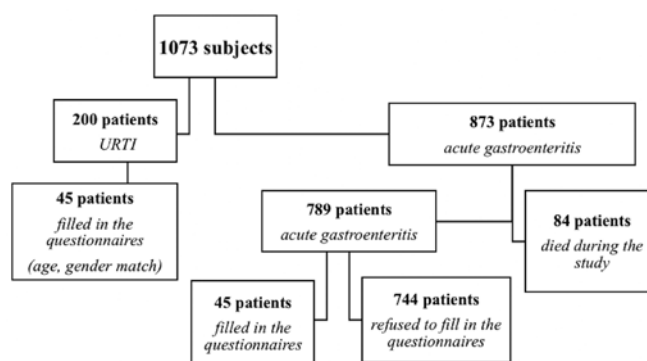 1073 subjects
200 patients
URTI
873 patients
acute gastroenteritis
45 patients
filled in the
questionnaires
(age, gender match)
789 patients
acute gastroenteritis
84 patients
died during the
study
45 patients
filled in the
questionnaires
744 patients
refused to fill in the
questionnaires